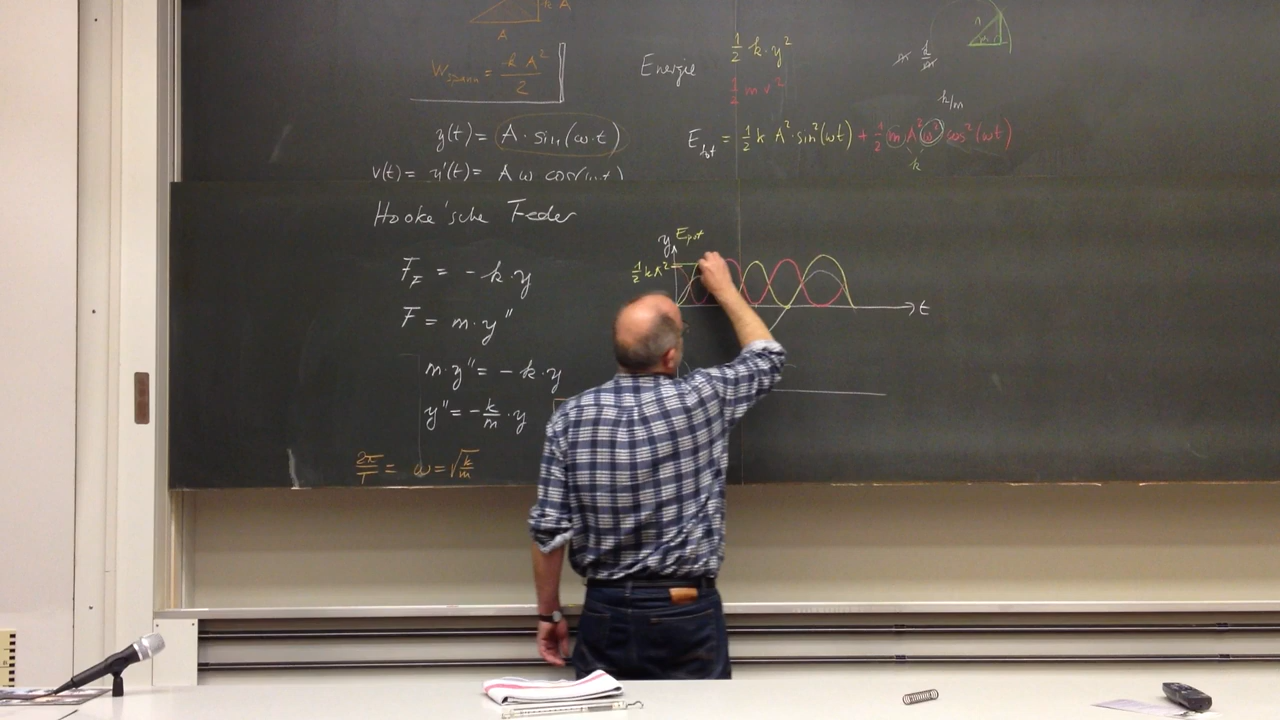 k A
A
W_Spann = k A² / 2
y(t) = A · sin(ω·t)
v(t) = y'(t) = A ω cos(ω·t)
Hooke'sche Feder
F_F = - k · y
F = m · y''
m · y'' = - k · y
y'' = - k/m · y
2π/T = ω = √(k/m)
Energie
½ k · y²
½ m v²
m k/m
k/m
E_tot = ½ k A² · sin²(ωt) + ½ m A² ω² cos²(ωt)
k
y E_pot
½ k A²
t